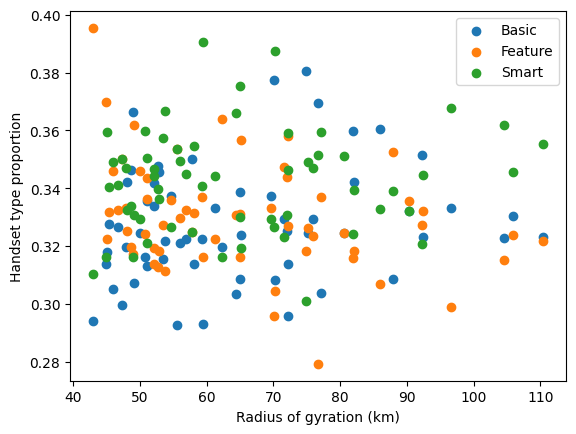 Basic
Feature
Smart
0.40
0.38
0.36
0.34
0.32
0.30
0.28
Handset type proportion
40 50 60 70 80 90 100 110
Radius of gyration (km)